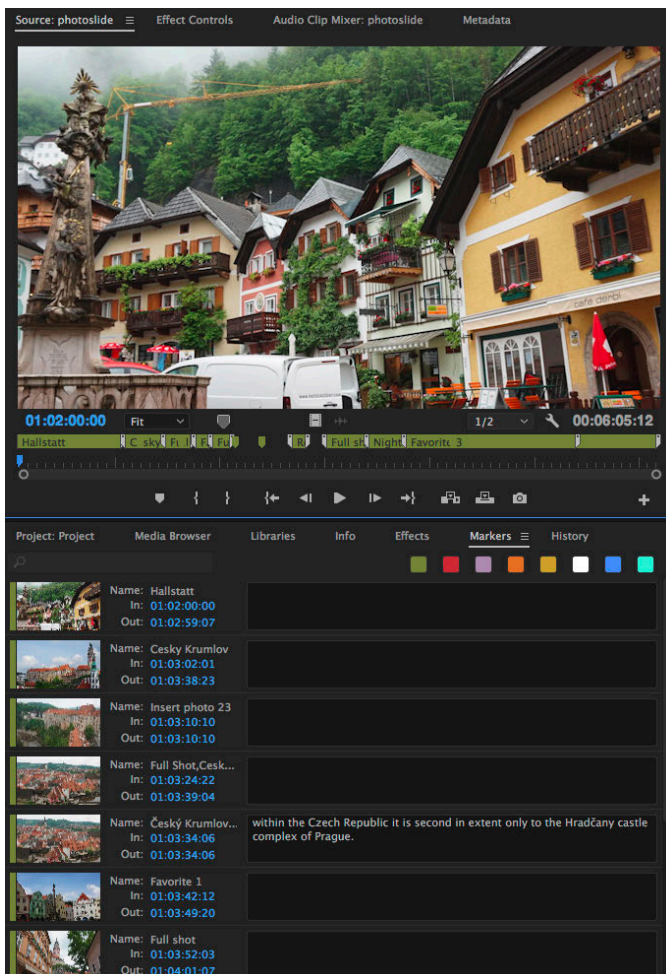 Source: photoslide
Effect Controls
Audio Clip Mixer: photoslide
Metadata
cafe derbl
01:02:00:00
Fit
1/2
00:06:05:12
Hallstatt
C sky
Full sh
Night
Favorite 3
Project: Project
Media Browser
Libraries
Info
Effects
Markers
History
Name: Hallstatt
In: 01:02:00:00
Out: 01:02:59:07
Name: Cesky Krumlov
In: 01:03:02:01
Out: 01:03:38:23
Name: Insert photo 23
In: 01:03:10:10
Out: 01:03:10:10
Name: Full Shot,Cesk...
In: 01:03:24:22
Out: 01:03:39:04
Name: Český Krumlov...
In: 01:03:34:06
Out: 01:03:34:06
within the Czech Republic it is second in extent only to the Hradčany castle
complex of Prague.
Name: Favorite 1
In: 01:03:42:12
Out: 01:03:49:20
Name: Full shot
In: 01:03:52:03
Out: 01:04:01:07